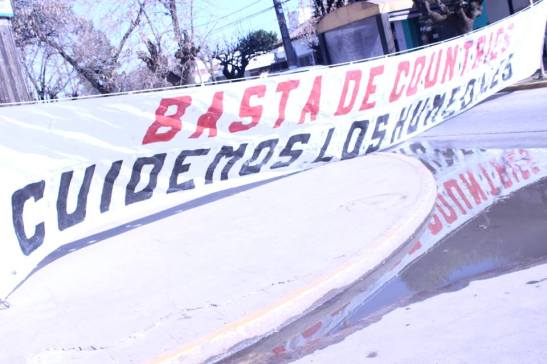 BASTA DE COUNTRIES
CUIDEMOS LOS HUMEDALES